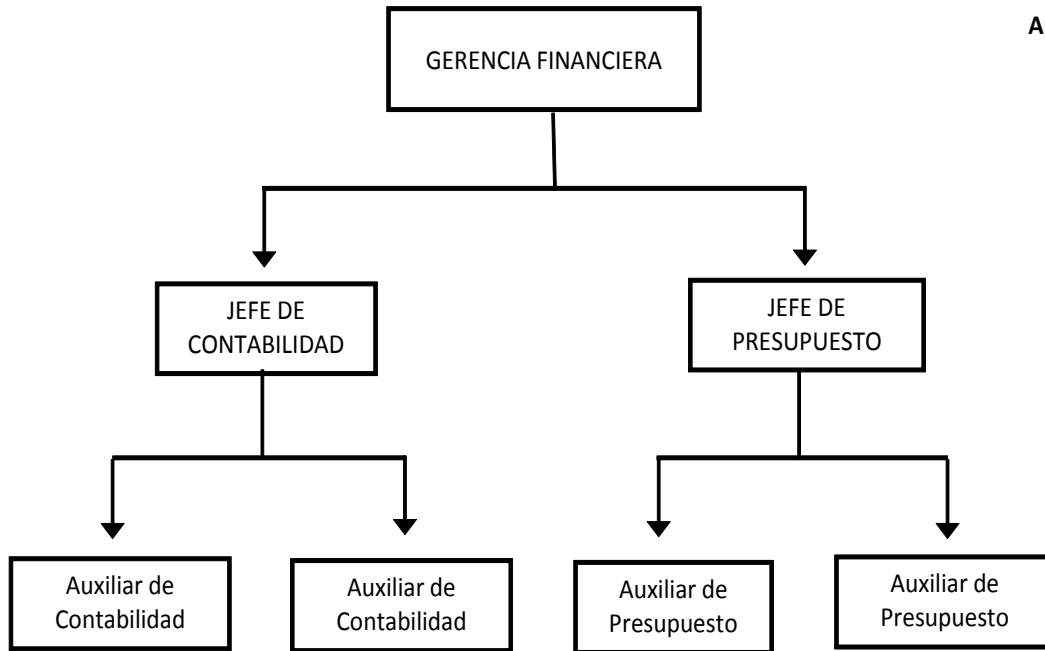 A
GERENCIA FINANCIERA
JEFE DE
CONTABILIDAD
JEFE DE
PRESUPUESTO
Auxiliar de
Contabilidad
Auxiliar de
Contabilidad
Auxiliar de
Presupuesto
Auxiliar de
Presupuesto